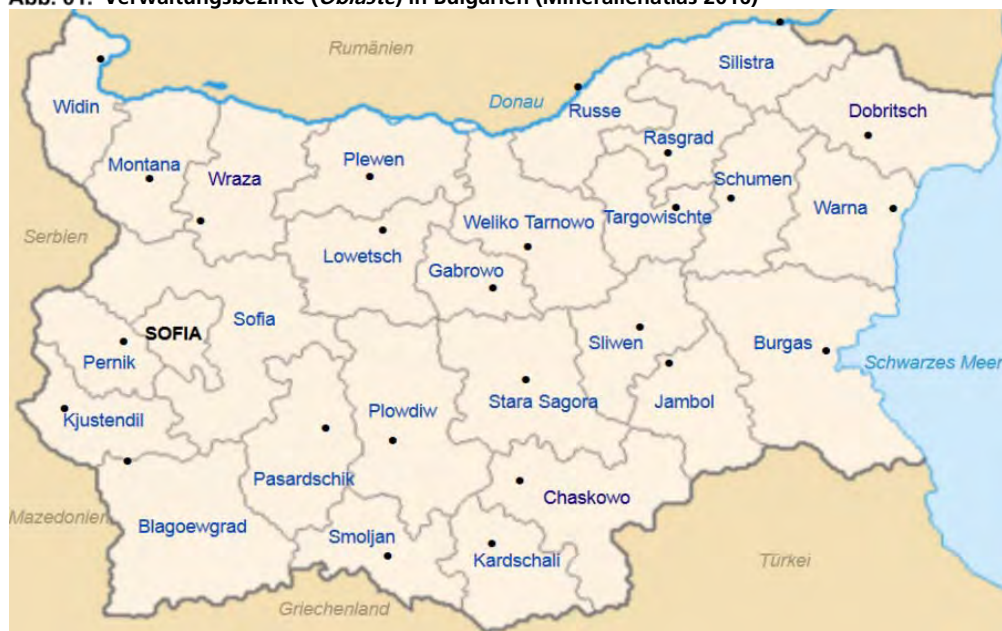 Abb. 61: Verwaltungsbezirke (Oblaste) in Bulgarien (Mineralienatlas 2016)
Rumänien
Silistra
Widin
Donau
Russe
Dobritsch
Rasgrad
Montana
Plewen
Wraza
Schumen
Weliko Tarnowo
Targowischte
Warna
Serbien
Lowetsch
Gabrowo
SOFIA
Sofia
Sliwen
Burgas
Pernik
Schwarzes Meer
Plowdiw
Stara Sagora
Jambol
Kjustendil
Pasardschik
Chaskowo
Mazedonien
Blagoewgrad
Smoljan
Kardschali
Türkei
Griechenland